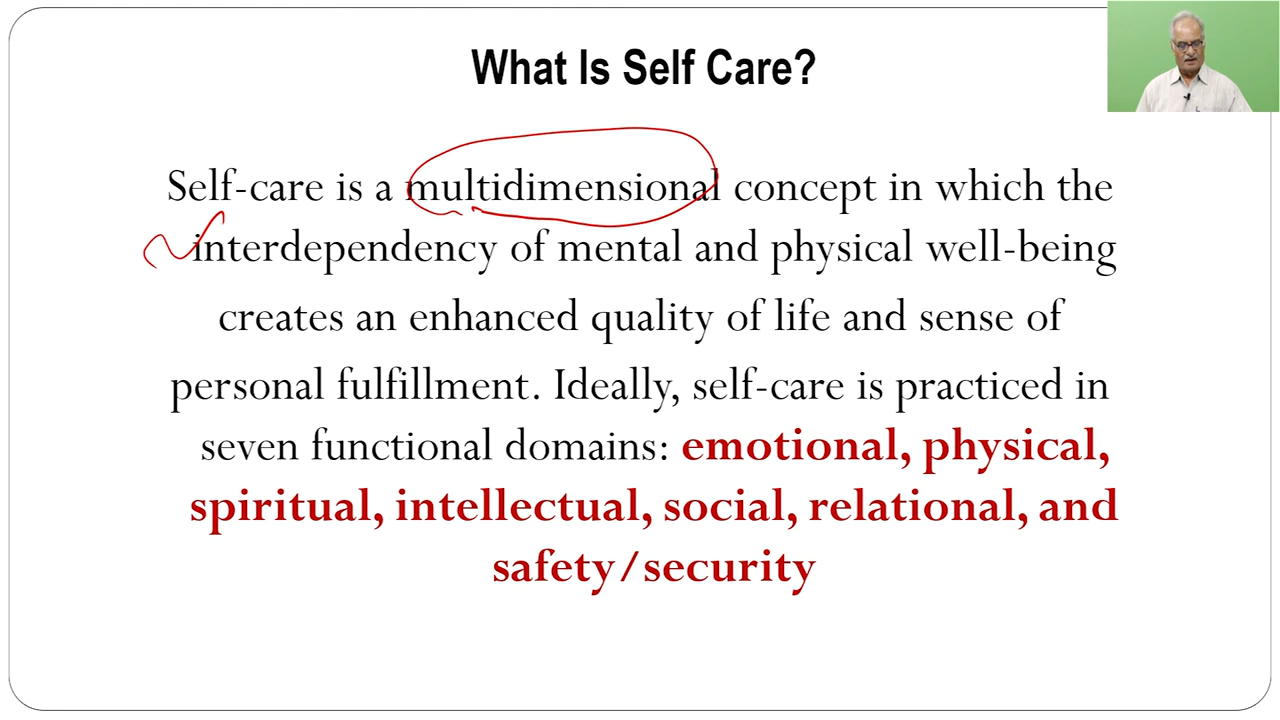 What Is Self Care?
Self-care is a multidimensional concept in which the
interdependency of mental and physical well-being
creates an enhanced quality of life and sense of
personal fulfillment. Ideally, self-care is practiced in
seven functional domains: emotional, physical,
spiritual, intellectual, social, relational, and
safety/security